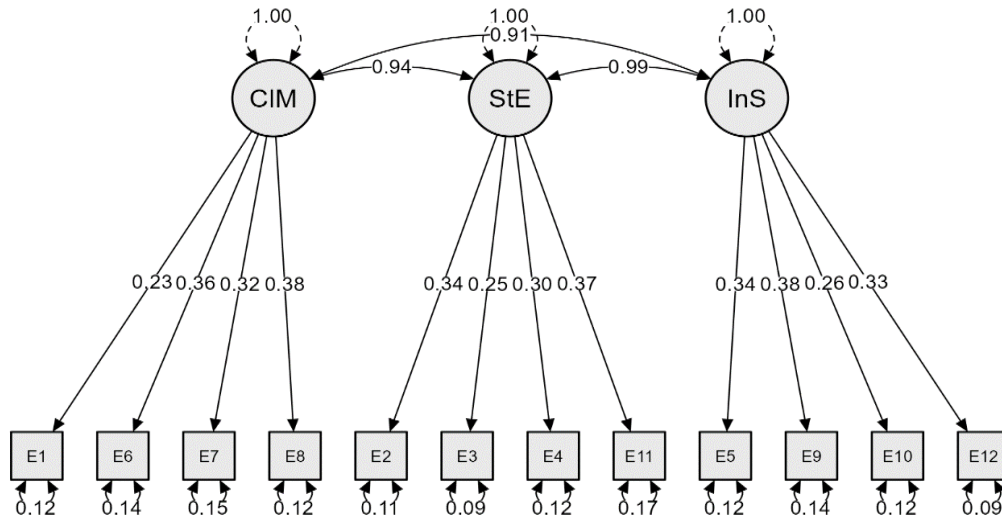 1.00 1.00 1.00
0.91
0.94 0.99
ClM StE InS
0.23 0.36 0.32 0.38 0.34 0.25 0.30 0.37 0.34 0.38 0.26 0.33
E1 E6 E7 E8 E2 E3 E4 E11 E5 E9 E10 E12
0.12 0.14 0.15 0.12 0.11 0.09 0.12 0.17 0.12 0.14 0.12 0.09